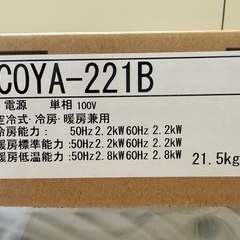 COYA-221B
電源 単相 100V
空冷式・冷房・暖房兼用
冷房能力： 50Hz 2.2kW 60Hz 2.2kW
暖房標準能力：50Hz 2.2kW 60Hz 2.2kW
暖房低温能力：50Hz 2.8kW 60Hz 2.8kW 21.5kg